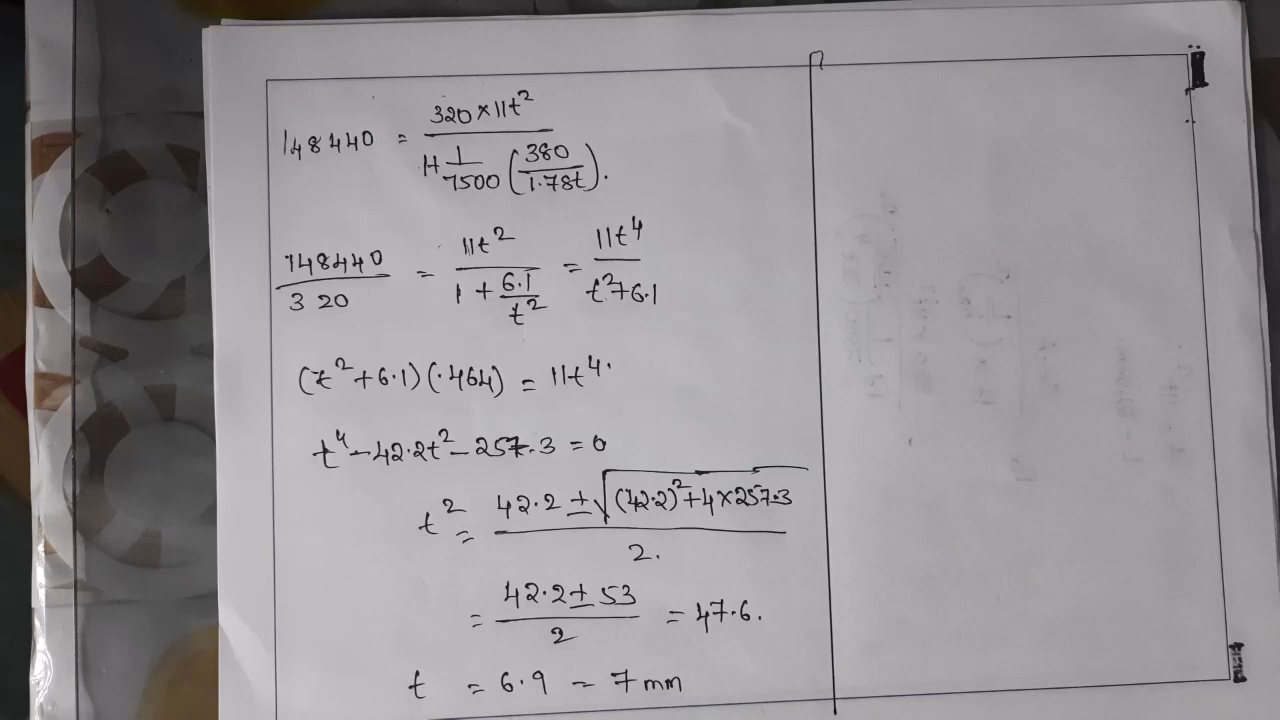 148440 = 320×11t² / 1+ 1/7500 (380/1.78t).
148440/320 = 11t² / (1 + 6.1/t²) = 11t⁴ / (t²+6.1)
(t²+6.1)(.464) = 11t⁴.
t⁴-42.2t²-257.3 = 0
t² = (42.2 ± √((42.2)²+4×257.3)) / 2.
= (42.2±53) / 2 = 47.6.
t = 6.9 = 7mm